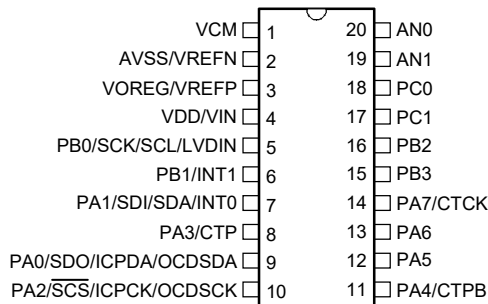 VCM 1 20 AN0
AVSS/VREFN 2 19 AN1
VOREG/VREFP 3 18 PC0
VDD/VIN 4 17 PC1
PB0/SCK/SCL/LVDIN 5 16 PB2
PB1/INT1 6 15 PB3
PA1/SDI/SDA/INT0 7 14 PA7/CTCK
PA3/CTP 8 13 PA6
PA0/SDO/ICPDA/OCDSDA 9 12 PA5
PA2/SCS/ICPCK/OCDSCK 10 11 PA4/CTPB